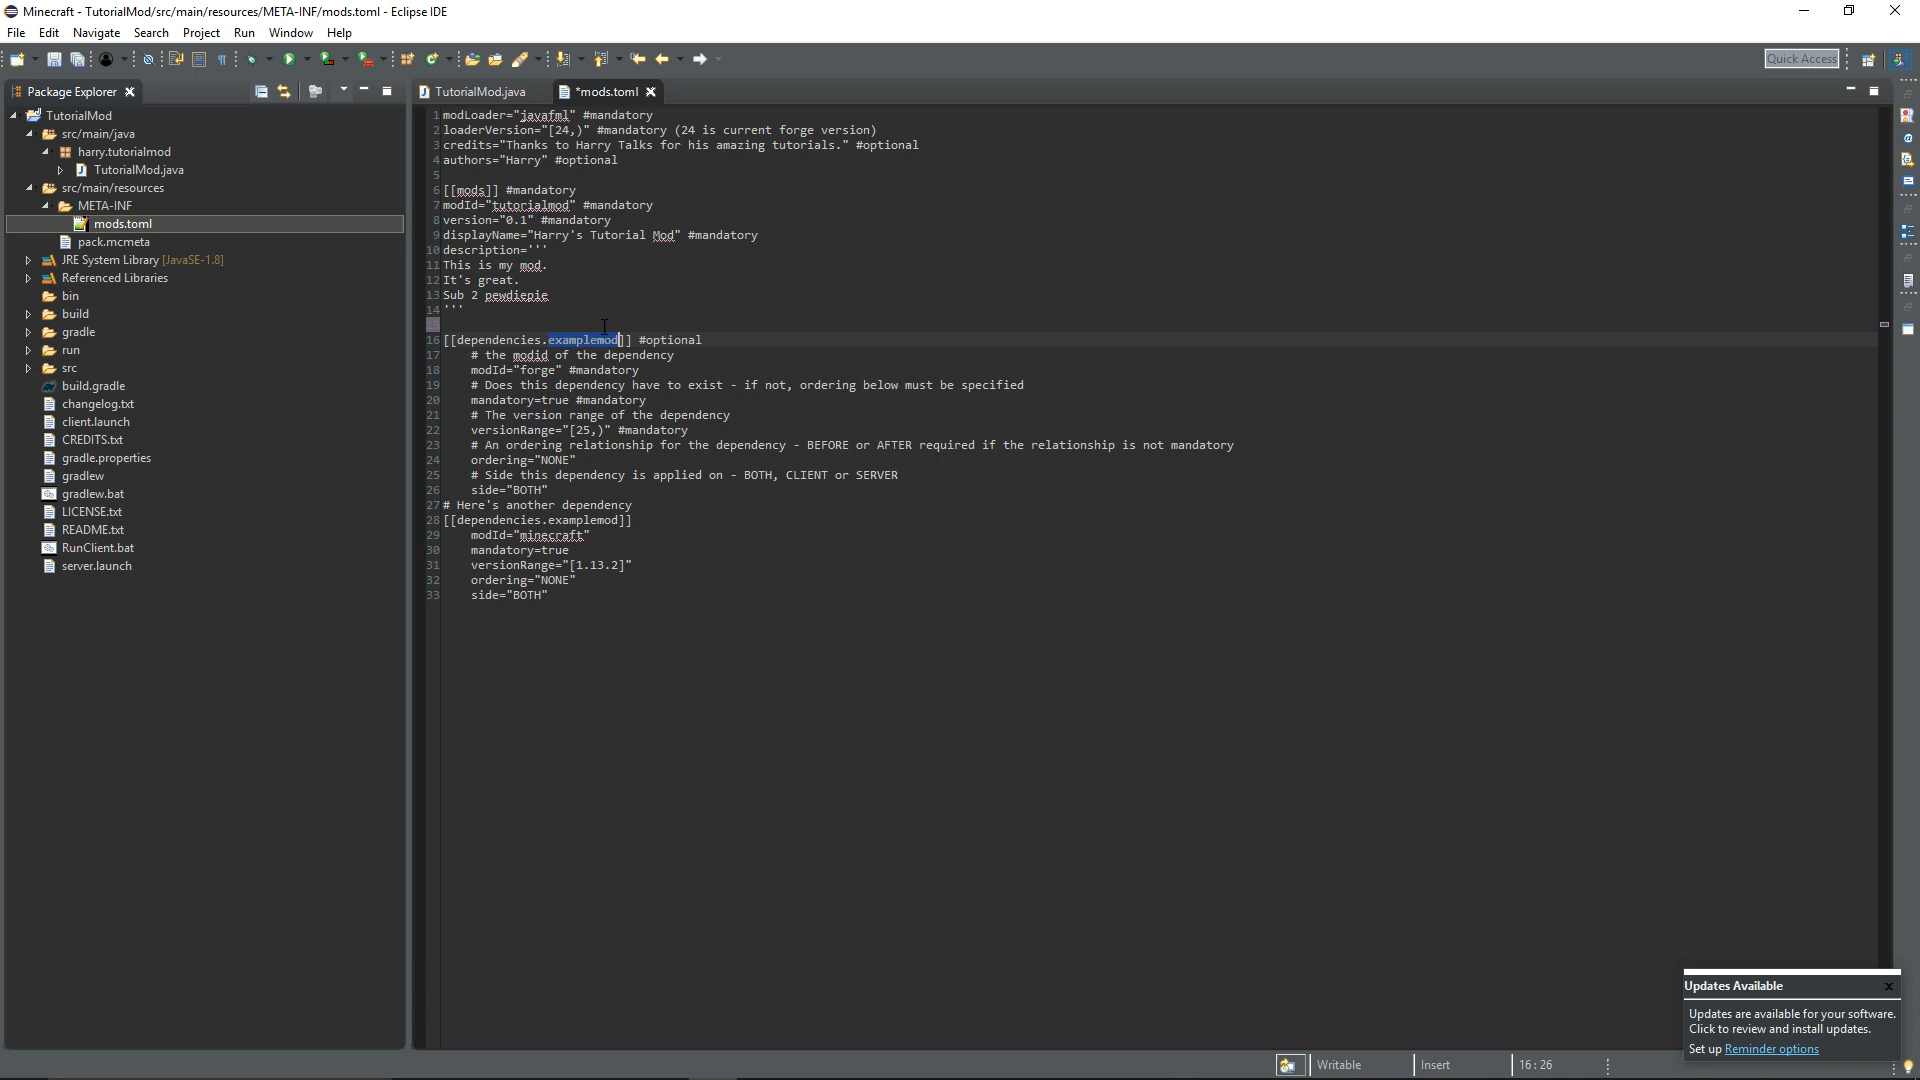 Minecraft - TutorialMod/src/main/resources/META-INF/mods.toml - Eclipse IDE
File Edit Navigate Search Project Run Window Help
Quick Access
Package Explorer
TutorialMod
src/main/java
harry.tutorialmod
TutorialMod.java
src/main/resources
META-INF
mods.toml
pack.mcmeta
JRE System Library [JavaSE-1.8]
Referenced Libraries
bin
build
gradle
run
src
build.gradle
changelog.txt
client.launch
CREDITS.txt
gradle.properties
gradlew
gradlew.bat
LICENSE.txt
README.txt
RunClient.bat
server.launch
TutorialMod.java *mods.toml
1 modLoader="javafml" #mandatory
2 loaderVersion="[24,)" #mandatory (24 is current forge version)
3 credits="Thanks to Harry Talks for his amazing tutorials." #optional
4 authors="Harry" #optional
5
6 [[mods]] #mandatory
7 modId="tutorialmod" #mandatory
8 version="0.1" #mandatory
9 displayName="Harry's Tutorial Mod" #mandatory
10 description='''
11 This is my mod.
12 It's great.
13 Sub 2 pewdiepie
14 '''
15
16 [[dependencies.examplemod]] #optional
17 # the modid of the dependency
18 modId="forge" #mandatory
19 # Does this dependency have to exist - if not, ordering below must be specified
20 mandatory=true #mandatory
21 # The version range of the dependency
22 versionRange="[25,)" #mandatory
23 # An ordering relationship for the dependency - BEFORE or AFTER required if the relationship is not mandatory
24 ordering="NONE"
25 # Side this dependency is applied on - BOTH, CLIENT or SERVER
26 side="BOTH"
27 # Here's another dependency
28 [[dependencies.examplemod]]
29 modId="minecraft"
30 mandatory=true
31 versionRange="[1.13.2]"
32 ordering="NONE"
33 side="BOTH"
Updates Available
Updates are available for your software.
Click to review and install updates.
Set up Reminder options
Writable Insert 16 : 26